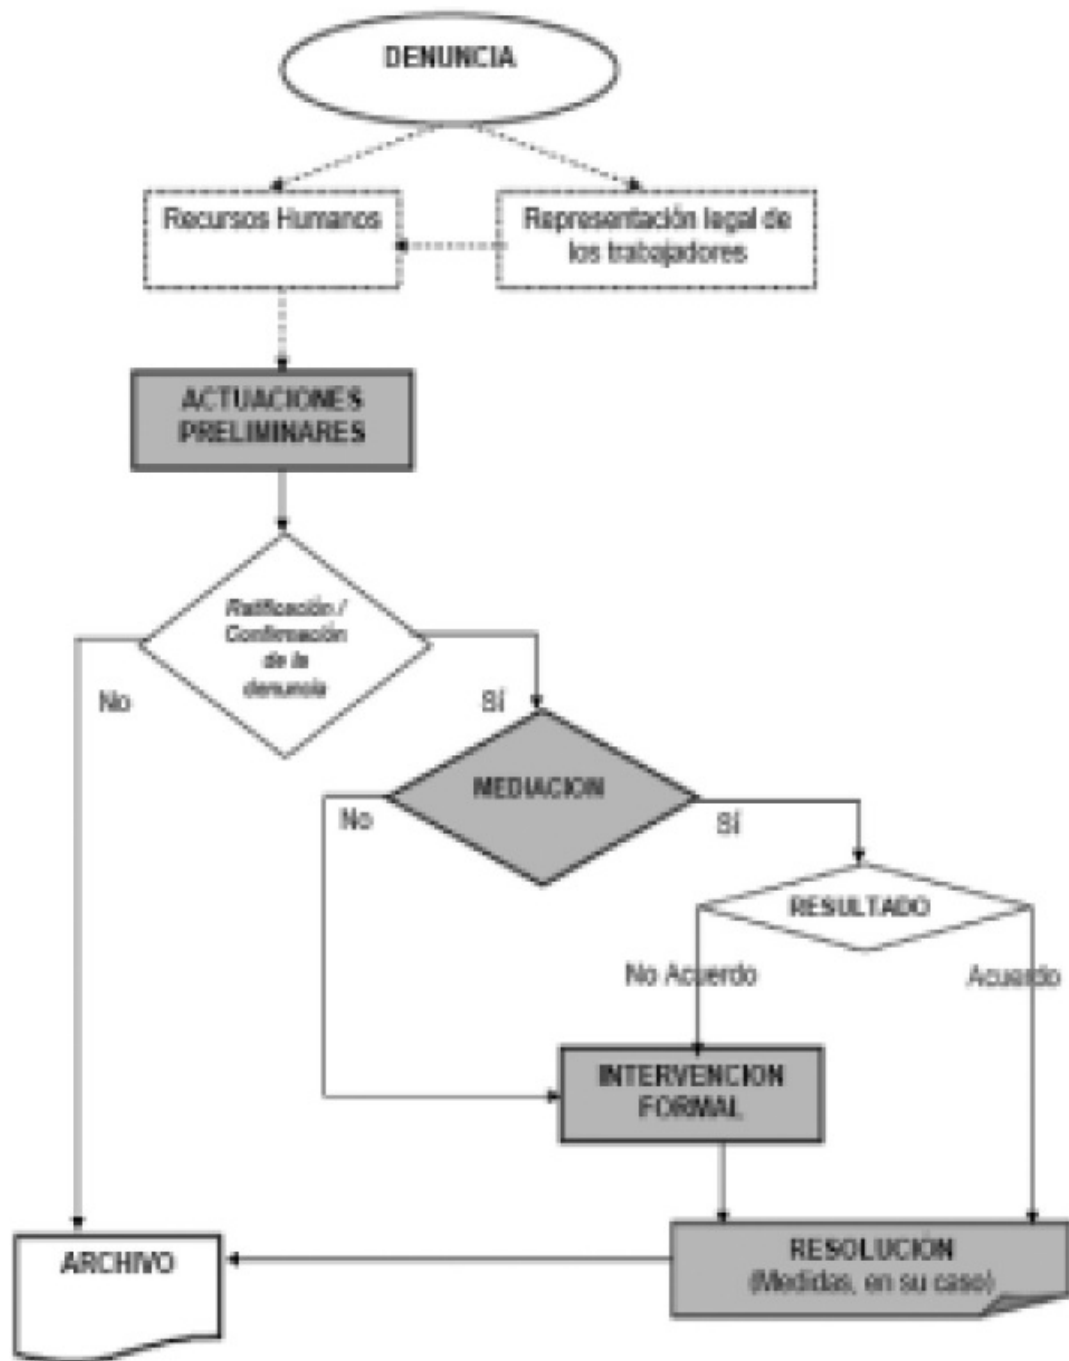 DENUNCIA
Recursos Humanos
Representación legal de
los trabajadores
ACTUACIONES
PRELIMINARES
Ratificación /
Confirmación
de la
denuncia
No
Sí
MEDIACION
No
Sí
RESULTADO
No Acuerdo
Acuerdo
INTERVENCION
FORMAL
ARCHIVO
RESOLUCIÓN
(Medidas, en su caso)